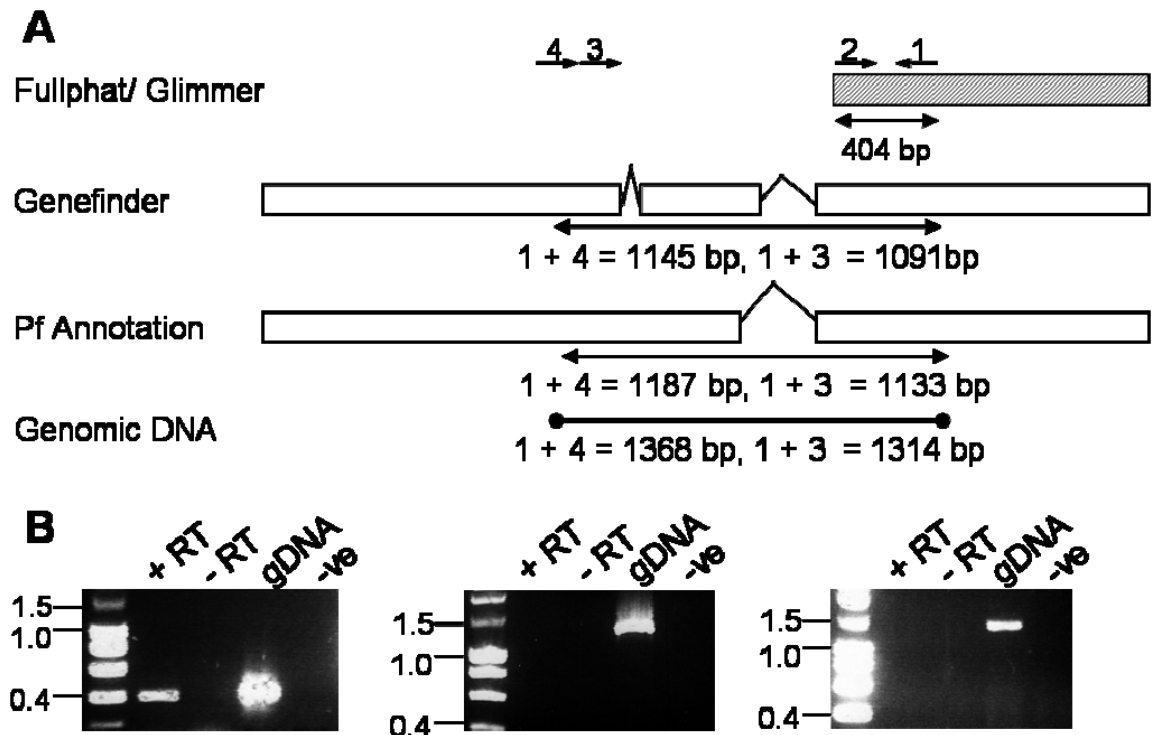 A
4 3 2 1
Fullphat/ Glimmer
404 bp
Genefinder
1 + 4 = 1145 bp, 1 + 3 = 1091bp
Pf Annotation
1 + 4 = 1187 bp, 1 + 3 = 1133 bp
Genomic DNA
1 + 4 = 1368 bp, 1 + 3 = 1314 bp
B
+ RT - RT gDNA -ve
1.5
1.0
0.4
+ RT - RT gDNA -ve
1.5
1.0
0.4
+ RT - RT gDNA -ve
1.5
1.0
0.4